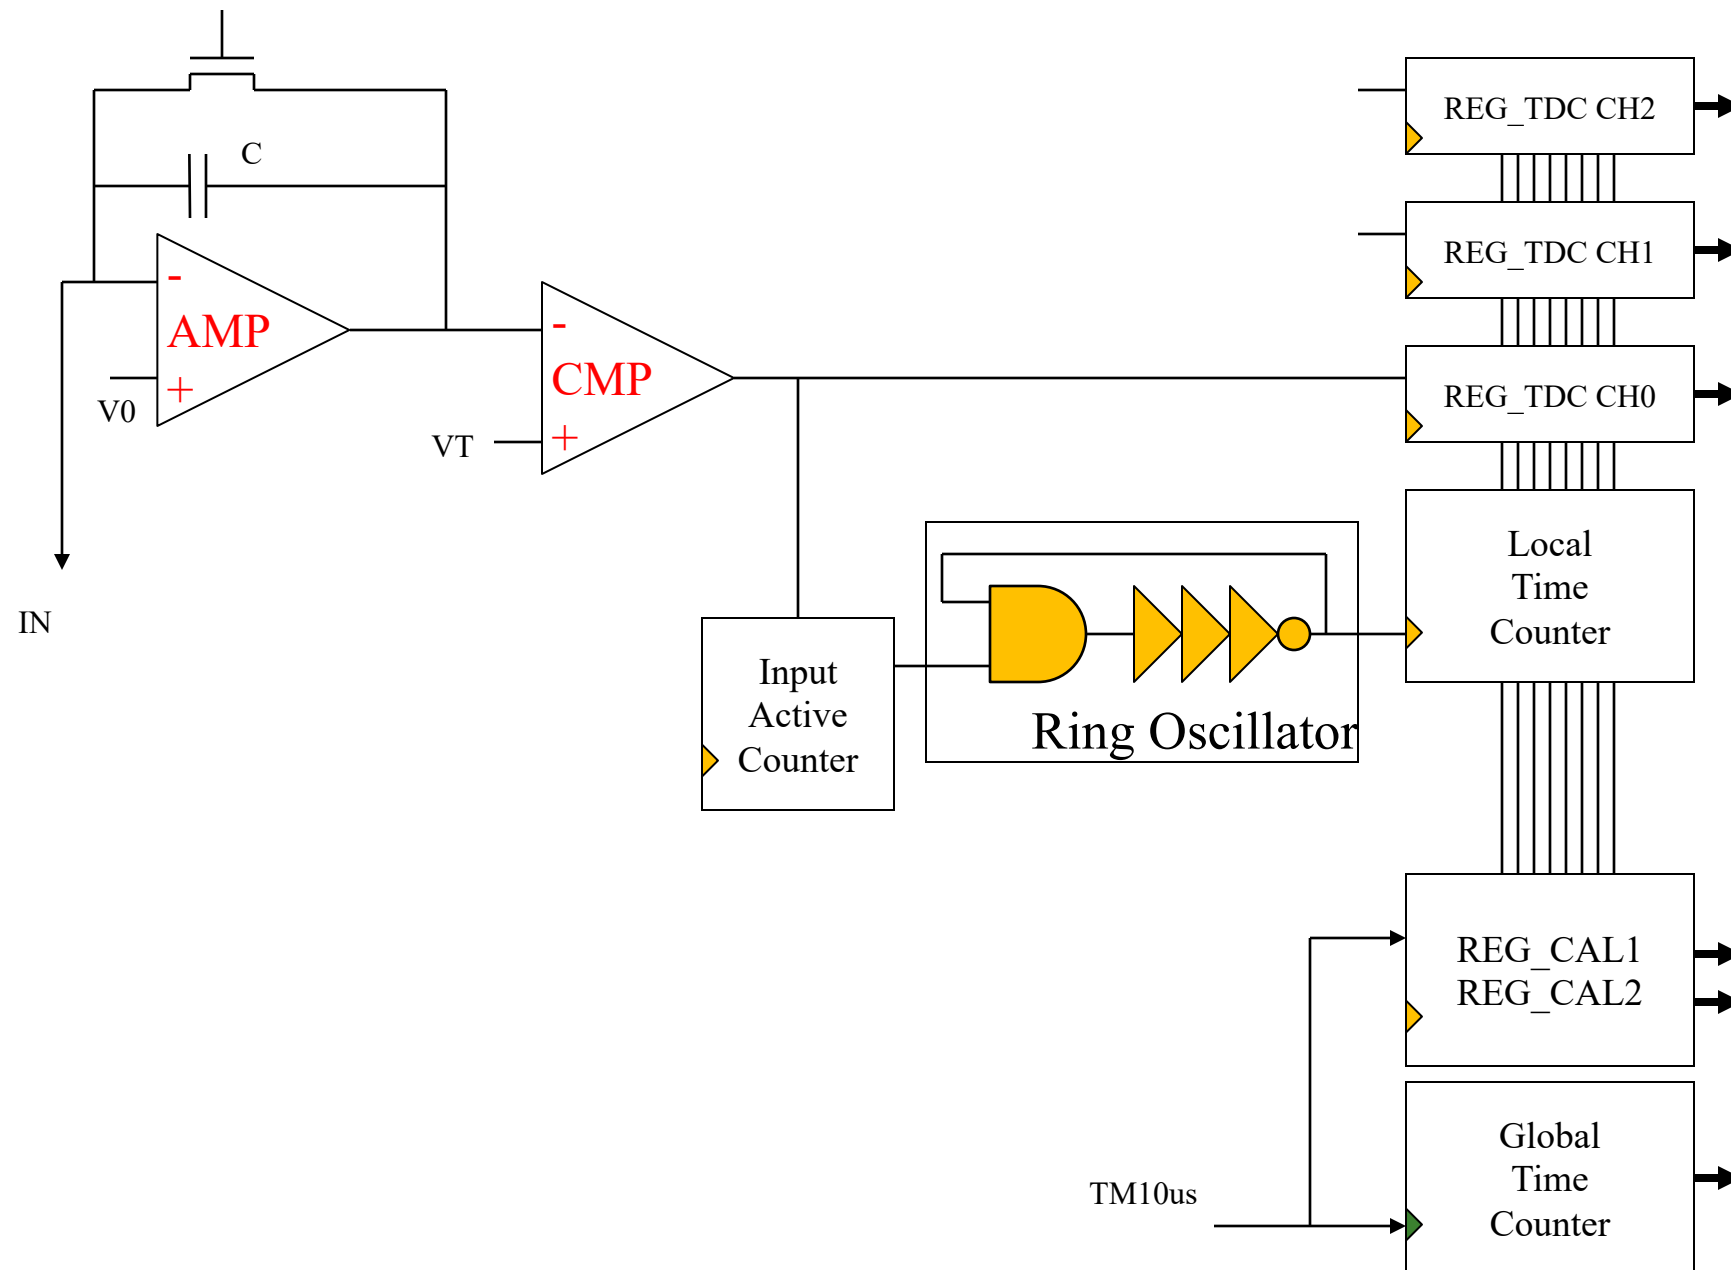 REG_TDC CH2
C
REG_TDC CH1
-
AMP
+
V0
-
CMP
+
VT
REG_TDC CH0
Local
Time
Counter
IN
Input
Active
Counter
Ring Oscillator
REG_CAL1
REG_CAL2
Global
Time
Counter
TM10us